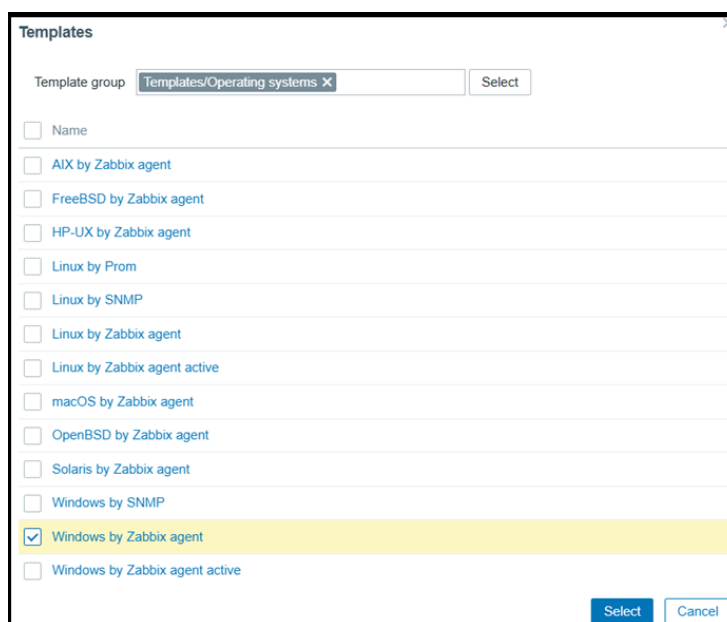 Templates
Template group Templates/Operating systems Select
Name
AIX by Zabbix agent
FreeBSD by Zabbix agent
HP-UX by Zabbix agent
Linux by Prom
Linux by SNMP
Linux by Zabbix agent
Linux by Zabbix agent active
macOS by Zabbix agent
OpenBSD by Zabbix agent
Solaris by Zabbix agent
Windows by SNMP
Windows by Zabbix agent
Windows by Zabbix agent active
Select Cancel